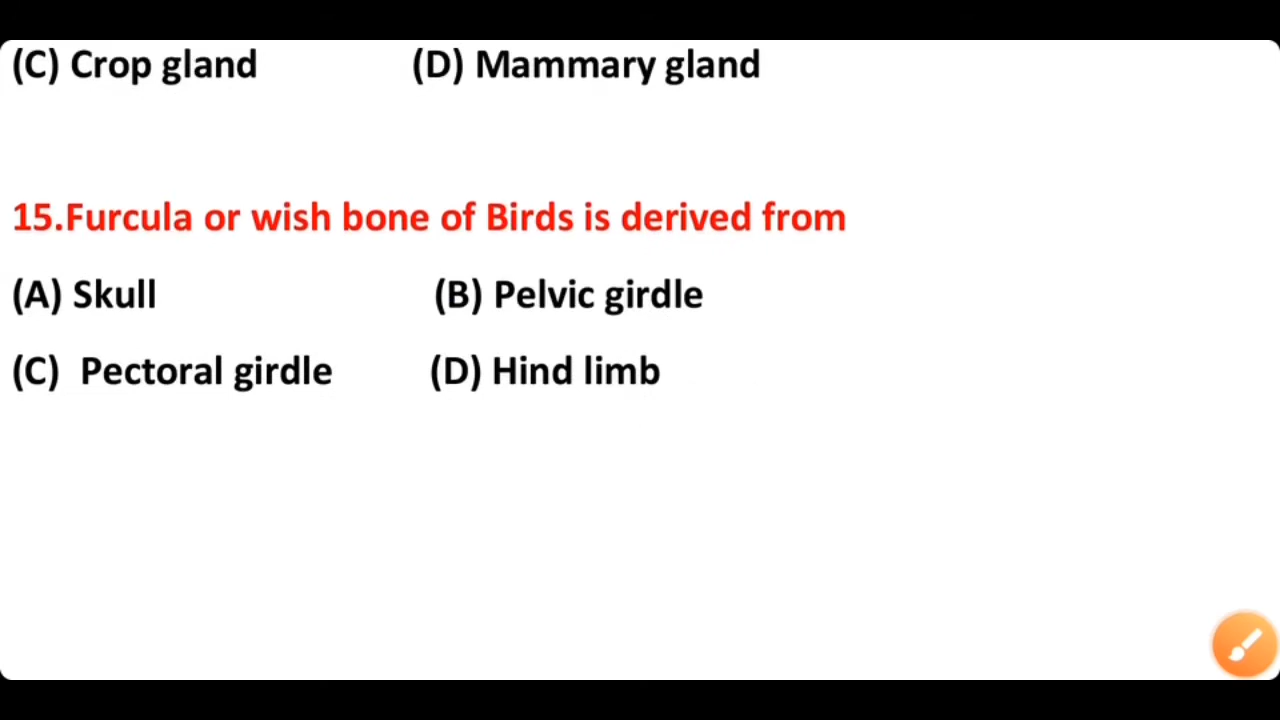 (C) Crop gland (D) Mammary gland
15.Furcula or wish bone of Birds is derived from
(A) Skull (B) Pelvic girdle
(C) Pectoral girdle (D) Hind limb